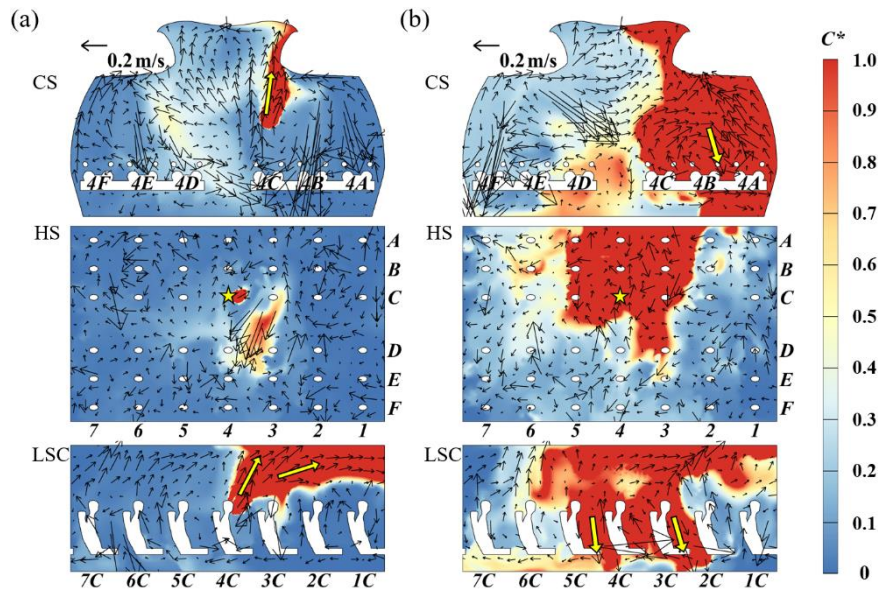 (a)
(b)
0.2 m/s
0.2 m/s
C*
CS
CS
4F 4E 4D 4C 4B 4A
4F 4E 4D 4C 4B 4A
HS
HS
A
B
C
D
E
F
7 6 5 4 3 2 1
A
B
C
D
E
F
7 6 5 4 3 2 1
LSC
LSC
7C 6C 5C 4C 3C 2C 1C
7C 6C 5C 4C 3C 2C 1C
1.0
0.9
0.8
0.7
0.6
0.5
0.4
0.3
0.2
0.1
0